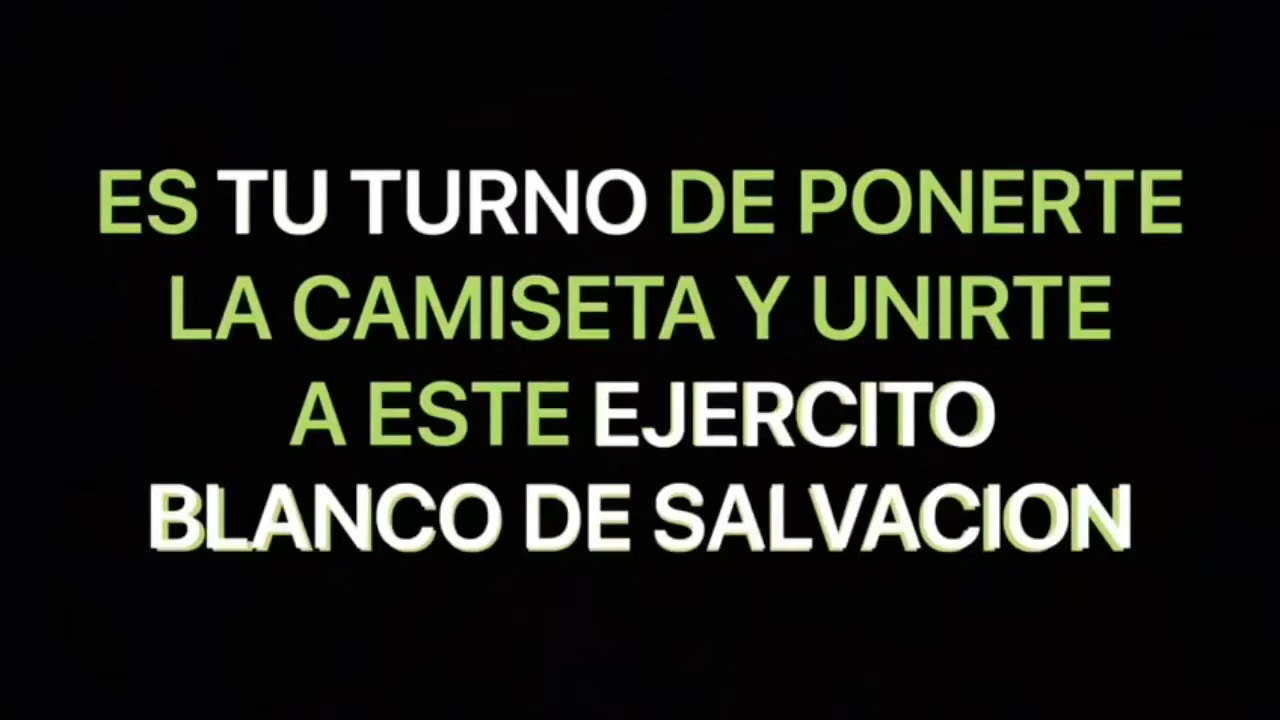 ES TU TURNO DE PONERTE
LA CAMISETA Y UNIRTE
A ESTE EJERCITO
BLANCO DE SALVACION